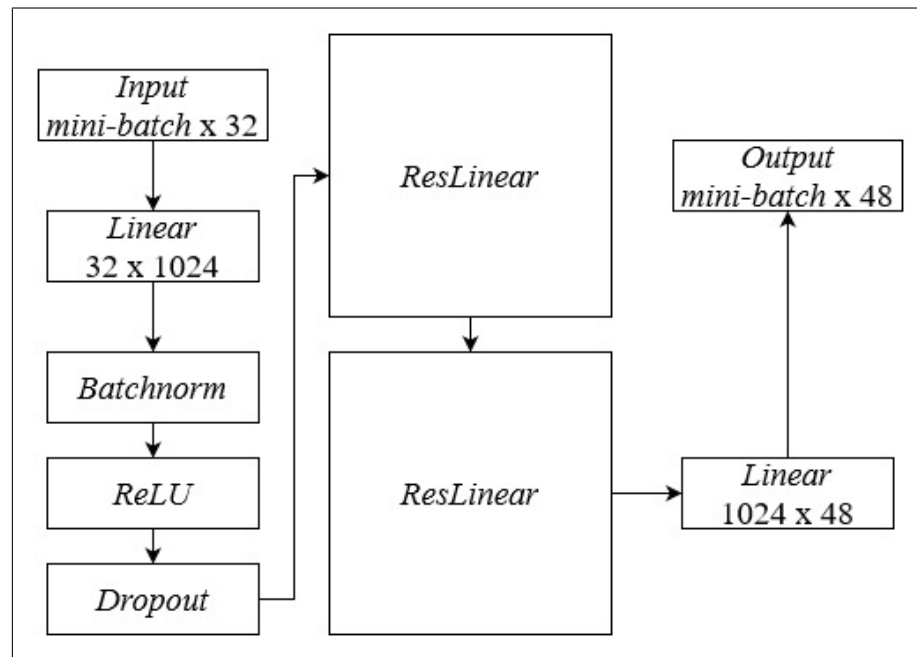 Input
mini-batch x 32
Linear
32 x 1024
Batchnorm
ReLU
Dropout
ResLinear
ResLinear
Linear
1024 x 48
Output
mini-batch x 48